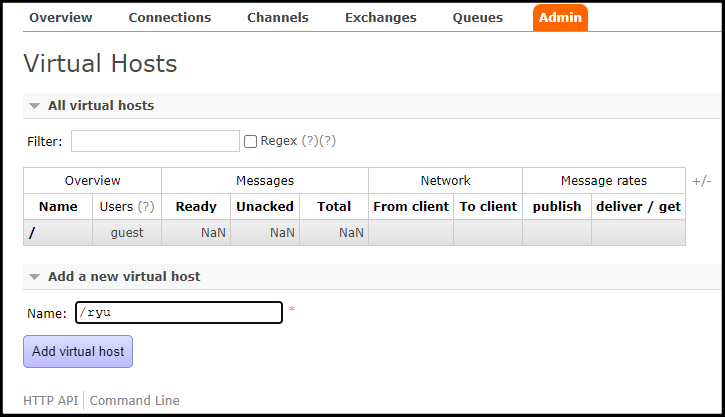 Overview Connections Channels Exchanges Queues Admin
Virtual Hosts
All virtual hosts
Filter: Regex (?)(?)
Overview Messages Network Message rates +/-
Name Users (?) Ready Unacked Total From client To client publish deliver / get
/ guest NaN NaN NaN
Add a new virtual host
Name: /ryu *
Add virtual host
HTTP API Command Line